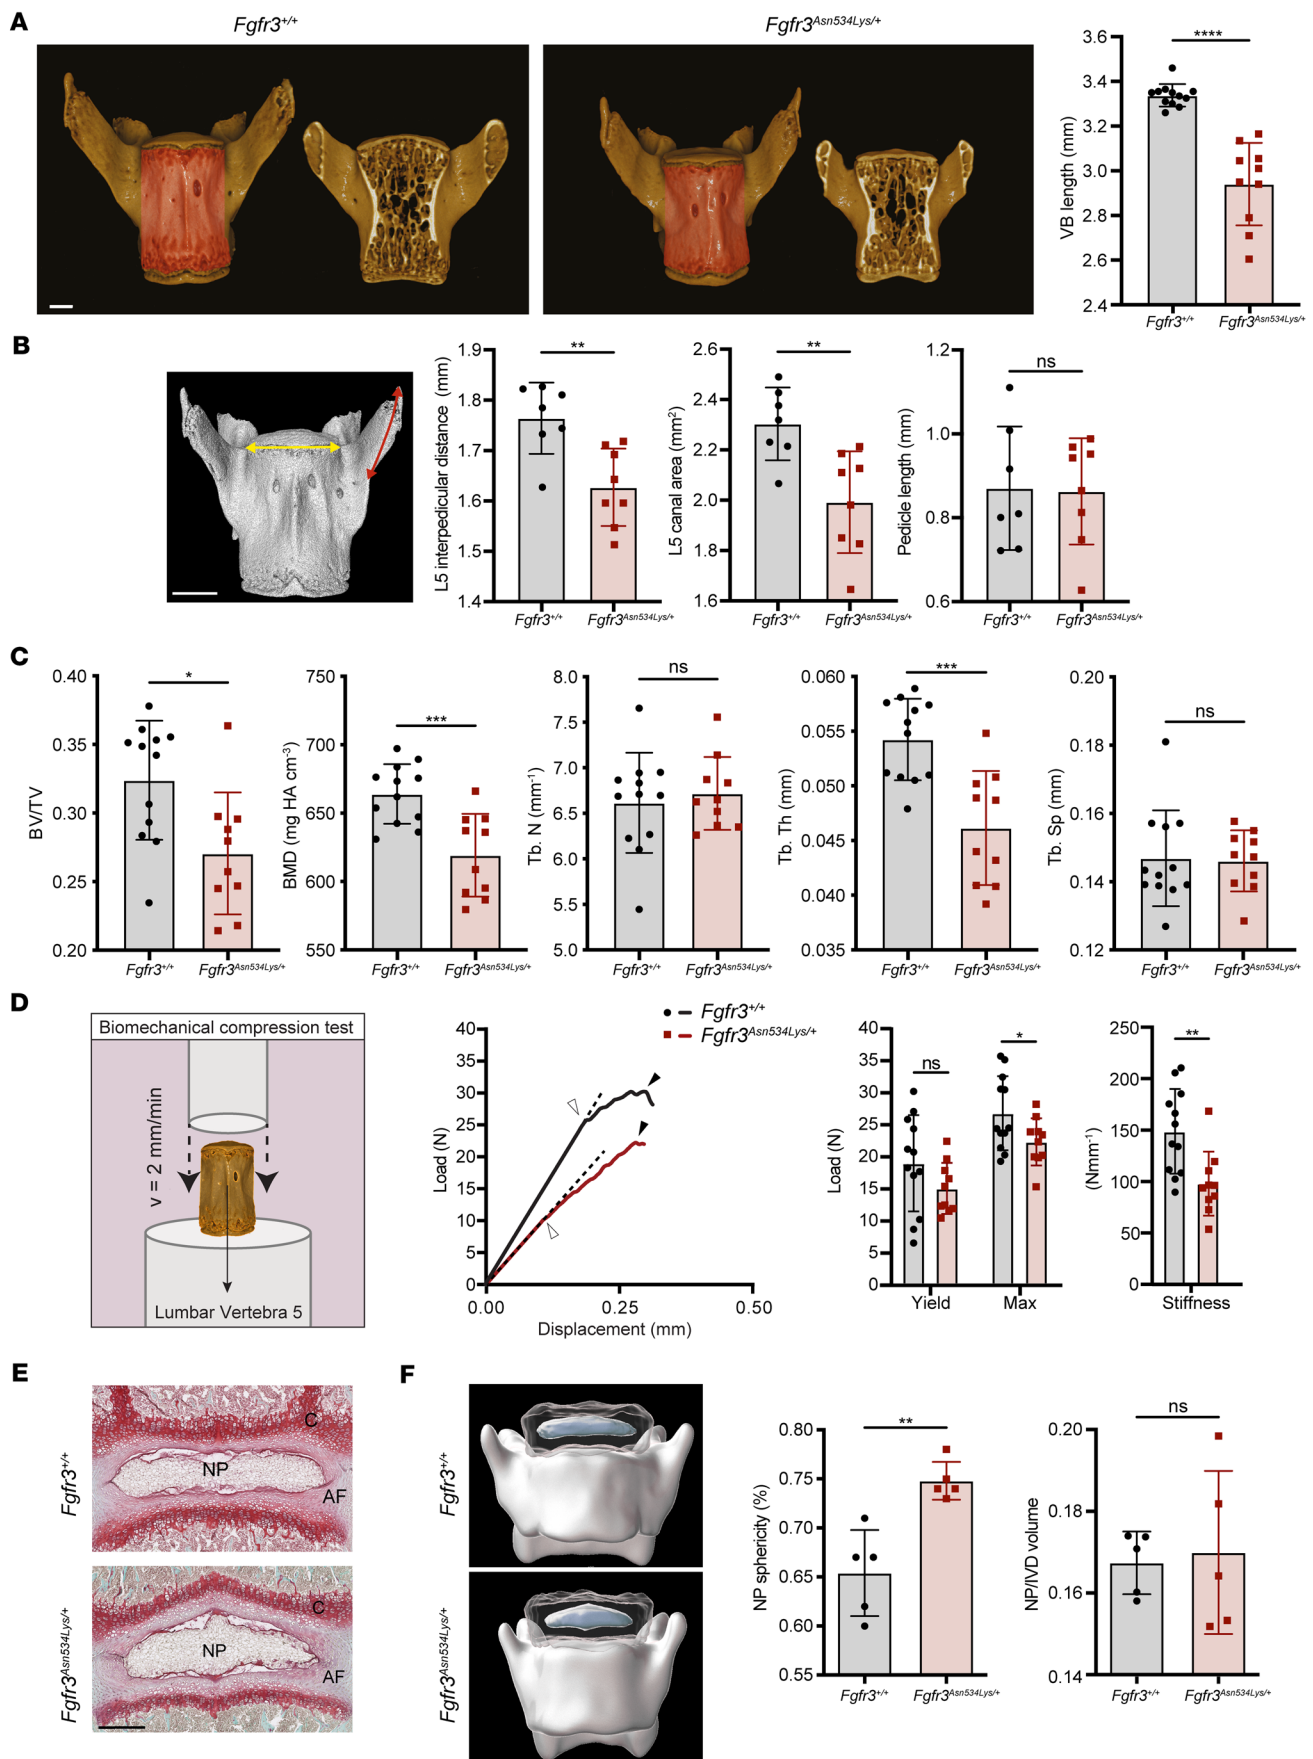 A
Fgfr3+/+
Fgfr3Asn534Lys/+
VB length (mm)
3.6
3.4
3.2
3.0
2.8
2.6
2.4
****
Fgfr3+/+
Fgfr3Asn534Lys/+
B
L5 interpedicular distance (mm)
1.9
1.8
1.7
1.6
1.5
1.4
**
Fgfr3+/+
Fgfr3Asn534Lys/+
L5 canal area (mm2)
2.6
2.4
2.2
2.0
1.8
1.6
**
Fgfr3+/+
Fgfr3Asn534Lys/+
Pedicle length (mm)
1.2
1.0
0.8
0.6
ns
Fgfr3+/+
Fgfr3Asn534Lys/+
C
BV/TV
0.40
0.35
0.30
0.25
0.20
*
Fgfr3+/+
Fgfr3Asn534Lys/+
BMD (mg HA cm-3)
750
700
650
600
550
***
Fgfr3+/+
Fgfr3Asn534Lys/+
Tb. N (mm-1)
8.0
7.5
7.0
6.5
6.0
5.5
5.0
ns
Fgfr3+/+
Fgfr3Asn534Lys/+
Tb. Th (mm)
0.060
0.055
0.050
0.045
0.040
0.035
***
Fgfr3+/+
Fgfr3Asn534Lys/+
Tb. Sp (mm)
0.20
0.18
0.16
0.14
0.12
ns
Fgfr3+/+
Fgfr3Asn534Lys/+
D
Biomechanical compression test
v = 2 mm/min
Lumbar Vertebra 5
Fgfr3+/+
Fgfr3Asn534Lys/+
Load (N)
40
35
30
25
20
15
10
5
0
0.00
0.25
0.50
Displacement (mm)
Load (N)
40
35
30
25
20
15
10
5
0
ns
*
Yield
Max
(Nmm-1)
250
200
150
100
50
0
**
Stiffness
E
Fgfr3+/+
C
NP
AF
Fgfr3Asn534Lys/+
C
NP
AF
F
Fgfr3+/+
Fgfr3Asn534Lys/+
NP sphericity (%)
0.80
0.75
0.70
0.65
0.60
0.55
**
Fgfr3+/+
Fgfr3Asn534Lys/+
NP/IVD volume
0.20
0.18
0.16
0.14
ns
Fgfr3+/+
Fgfr3Asn534Lys/+